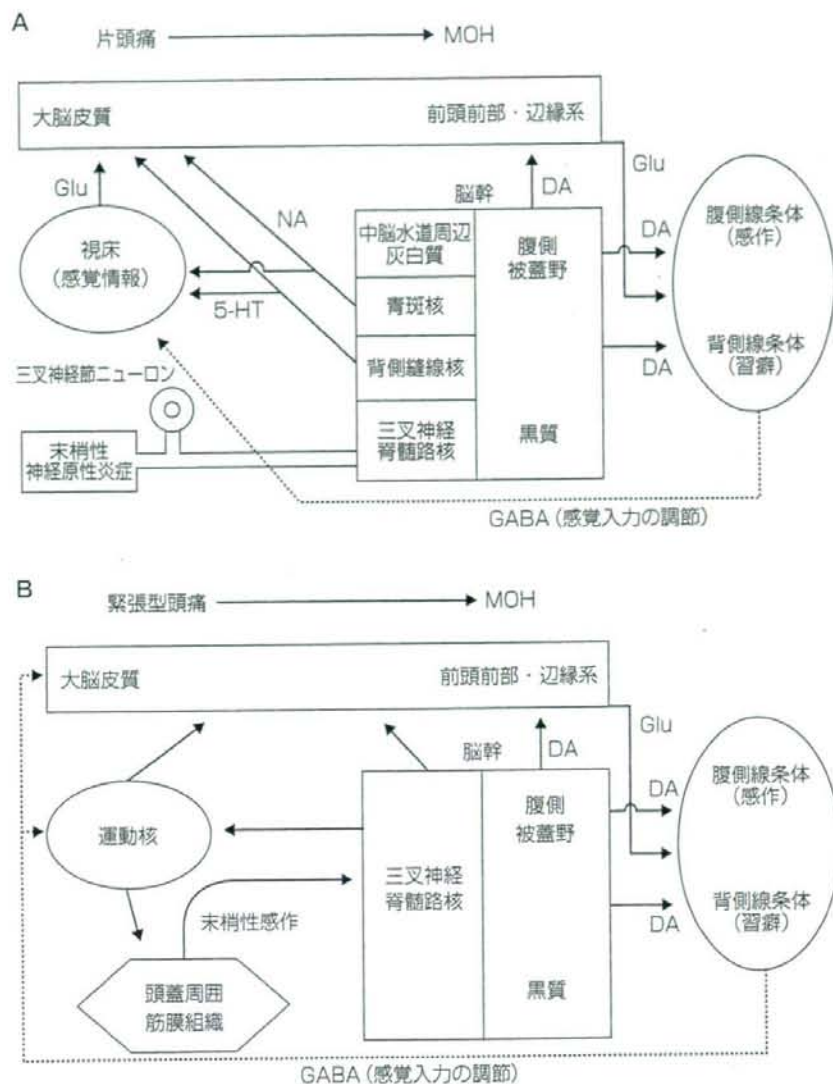 A
片頭痛 MOH
大脳皮質 前頭前部・辺縁系
Glu
NA
脳幹
DA
Glu
視床
(感覚情報)
5-HT
中脳水道周辺
灰白質
青斑核
背側縫線核
三叉神経
脊髄路核
腹側
被蓋野
黒質
DA
DA
腹側線条体
(感作)
背側線条体
(習癖)
三叉神経節ニューロン
末梢性
神経原性炎症
GABA(感覚入力の調節)
B
緊張型頭痛 MOH
大脳皮質 前頭前部・辺縁系
脳幹
DA
Glu
運動核
三叉神経
脊髄路核
腹側
被蓋野
黒質
DA
DA
腹側線条体
(感作)
背側線条体
(習癖)
末梢性感作
頭蓋周囲
筋膜組織
GABA(感覚入力の調節)